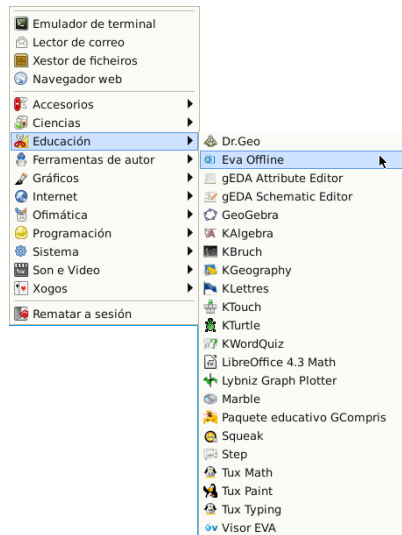 Emulador de terminal
Lector de correo
Xestor de ficheiros
Navegador web
Accesorios
Ciencias
Educación
Ferramentas de autor
Gráficos
Internet
Ofimática
Programación
Sistema
Son e Video
Xogos
Rematar a sesión
Dr.Geo
Eva Offline
gEDA Attribute Editor
gEDA Schematic Editor
GeoGebra
KAlgebra
KBruch
KGeography
KLettres
KTouch
KTurtle
KWordQuiz
LibreOffice 4.3 Math
Lybniz Graph Plotter
Marble
Paquete educativo GCompris
Squeak
Step
Tux Math
Tux Paint
Tux Typing
Visor EVA